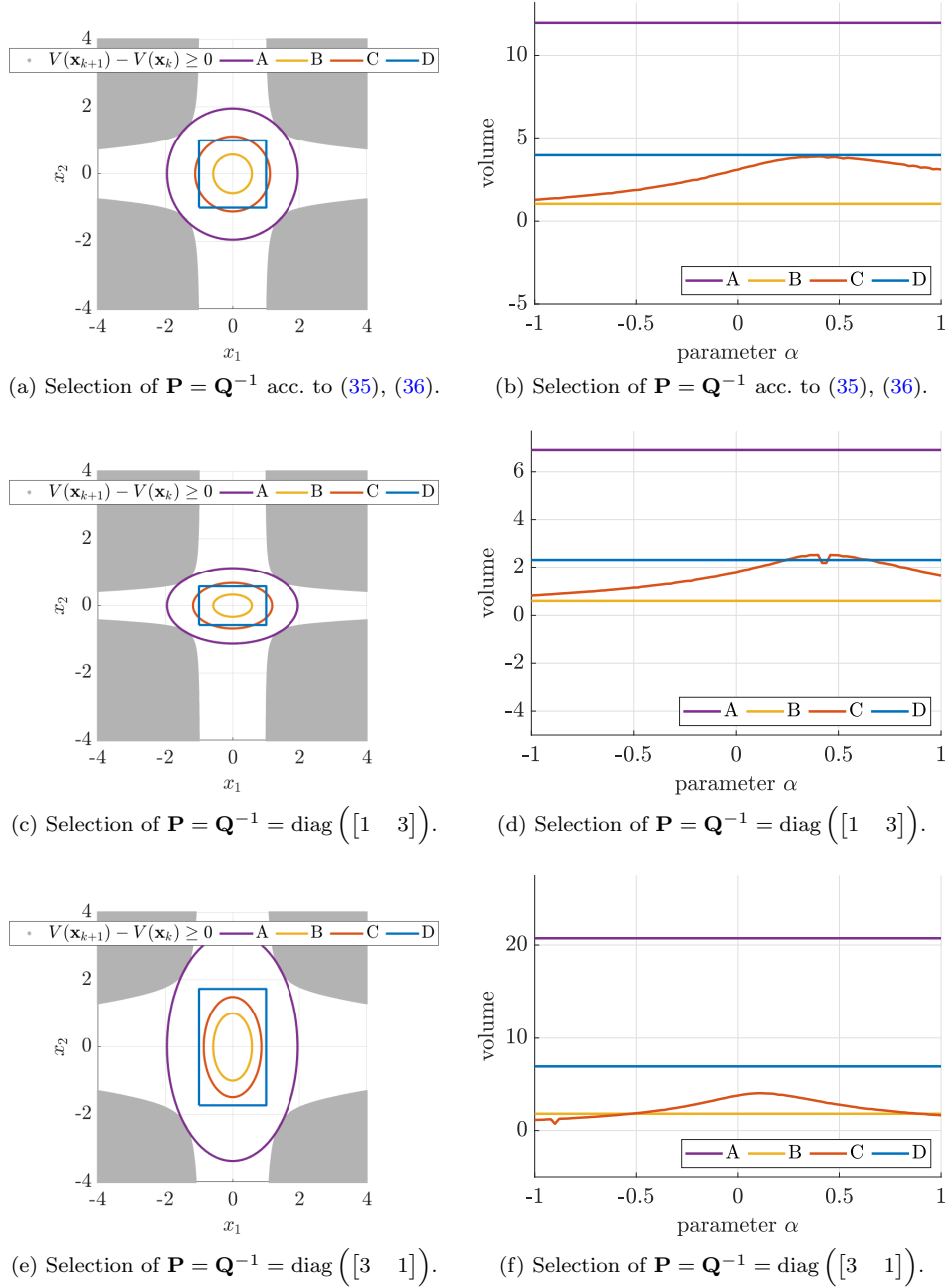 4
V(x_{k+1}) − V(x_k) ≥ 0 A B C D
2
0
-2
-4
x_2
-4 -2 0 2 4
x_1
10
5
0
-5
volume
A B C D
-1 -0.5 0 0.5 1
parameter α
(a) Selection of P = Q^{−1} acc. to (35), (36).
(b) Selection of P = Q^{−1} acc. to (35), (36).
4
V(x_{k+1}) − V(x_k) ≥ 0 A B C D
2
0
-2
-4
x_2
-4 -2 0 2 4
x_1
6
4
2
0
-2
-4
volume
A B C D
-1 -0.5 0 0.5 1
parameter α
(c) Selection of P = Q^{−1} = diag([1 3]).
(d) Selection of P = Q^{−1} = diag([1 3]).
4
V(x_{k+1}) − V(x_k) ≥ 0 A B C D
2
0
-2
-4
x_2
-4 -2 0 2 4
x_1
20
10
0
volume
A B C D
-1 -0.5 0 0.5 1
parameter α
(e) Selection of P = Q^{−1} = diag([3 1]).
(f) Selection of P = Q^{−1} = diag([3 1]).